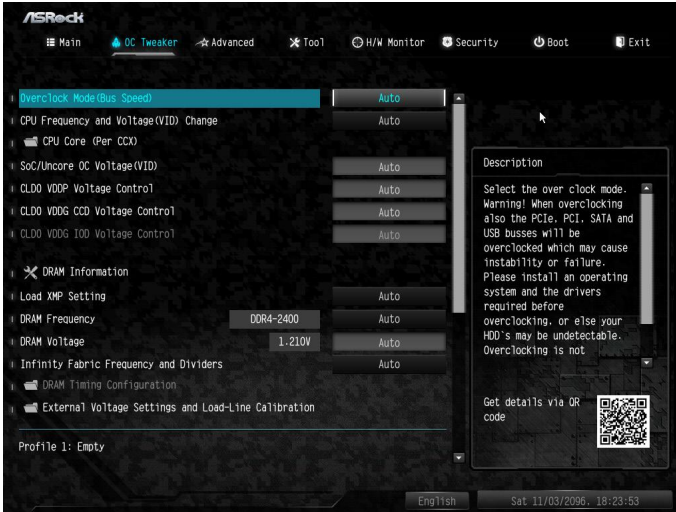 ASRock
Main OC Tweaker Advanced Tool H/W Monitor Security Boot Exit
Overclock Mode(Bus Speed) Auto
CPU Frequency and Voltage(VID) Change Auto
CPU Core (Per CCX)
SoC/Uncore OC Voltage(VID) Auto
CLDO VDDP Voltage Control Auto
CLDO VDDG CCD Voltage Control Auto
CLDO VDDG IOD Voltage Control Auto
DRAM Information
Load XMP Setting Auto
DRAM Frequency DDR4-2400 Auto
DRAM Voltage 1.210V Auto
Infinity Fabric Frequency and Dividers Auto
DRAM Timing Configuration
External Voltage Settings and Load-Line Calibration
Profile 1: Empty
Description
Select the over clock mode.
Warning! When overclocking
also the PCIe, PCI, SATA and
USB busses will be
overclocked which may cause
instability or failure.
Please install an operating
system and the drivers
required before
overclocking, or else your
HDD`s may be undetectable.
Overclocking is not
Get details via QR
code
English Sat 11/03/2096, 18:23:53